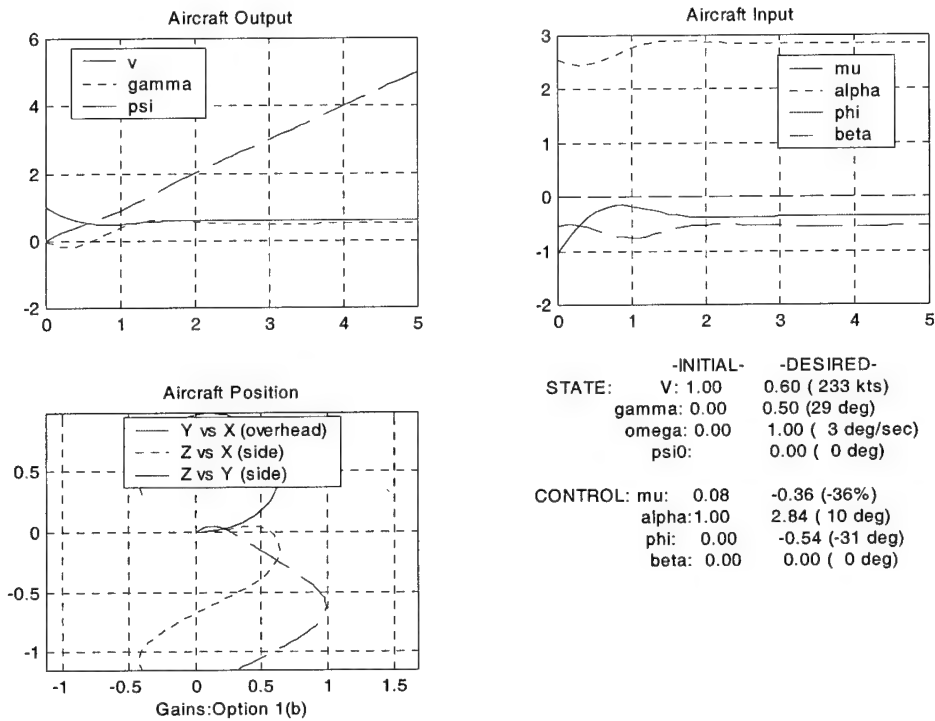 Aircraft Output
6
4
2
0
-2
0 1 2 3 4 5
v
gamma
psi
Aircraft Input
3
2
1
0
-1
-2
0 1 2 3 4 5
mu
alpha
phi
beta
Aircraft Position
0.5
0
-0.5
-1
-1 -0.5 0 0.5 1 1.5
Y vs X (overhead)
Z vs X (side)
Z vs Y (side)
Gains:Option 1(b)
-INITIAL- -DESIRED-
STATE: V: 1.00 0.60 ( 233 kts)
gamma: 0.00 0.50 (29 deg)
omega: 0.00 1.00 ( 3 deg/sec)
psi0: 0.00 ( 0 deg)
CONTROL: mu: 0.08 -0.36 (-36%)
alpha:1.00 2.84 ( 10 deg)
phi: 0.00 -0.54 (-31 deg)
beta: 0.00 0.00 ( 0 deg)